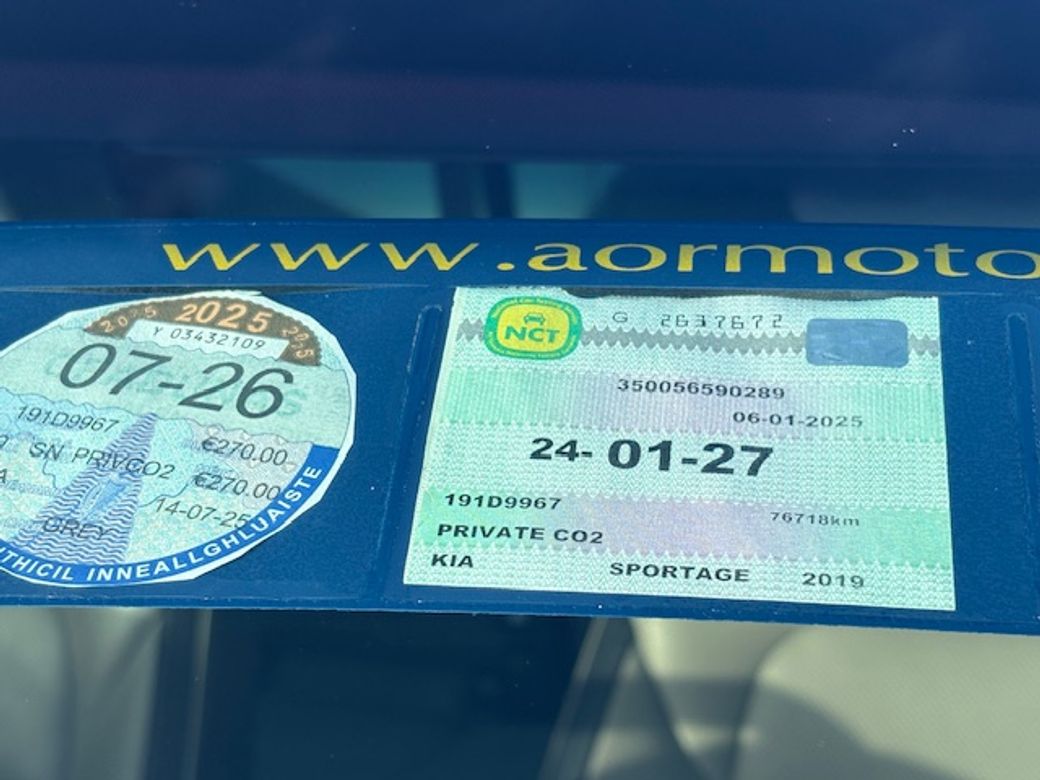 www.aormoto
2025 2025 2025
Y 03432109
07-26
191D9967
SN PRIVCO2 €270.00
€270.00
14-07-25
GREY
THICIL INNEALLGHLUAISTE
NCT
G 2637672
350056590289
06-01-2025
24-01-27
191D9967
76718km
PRIVATE CO2
KIA SPORTAGE 2019